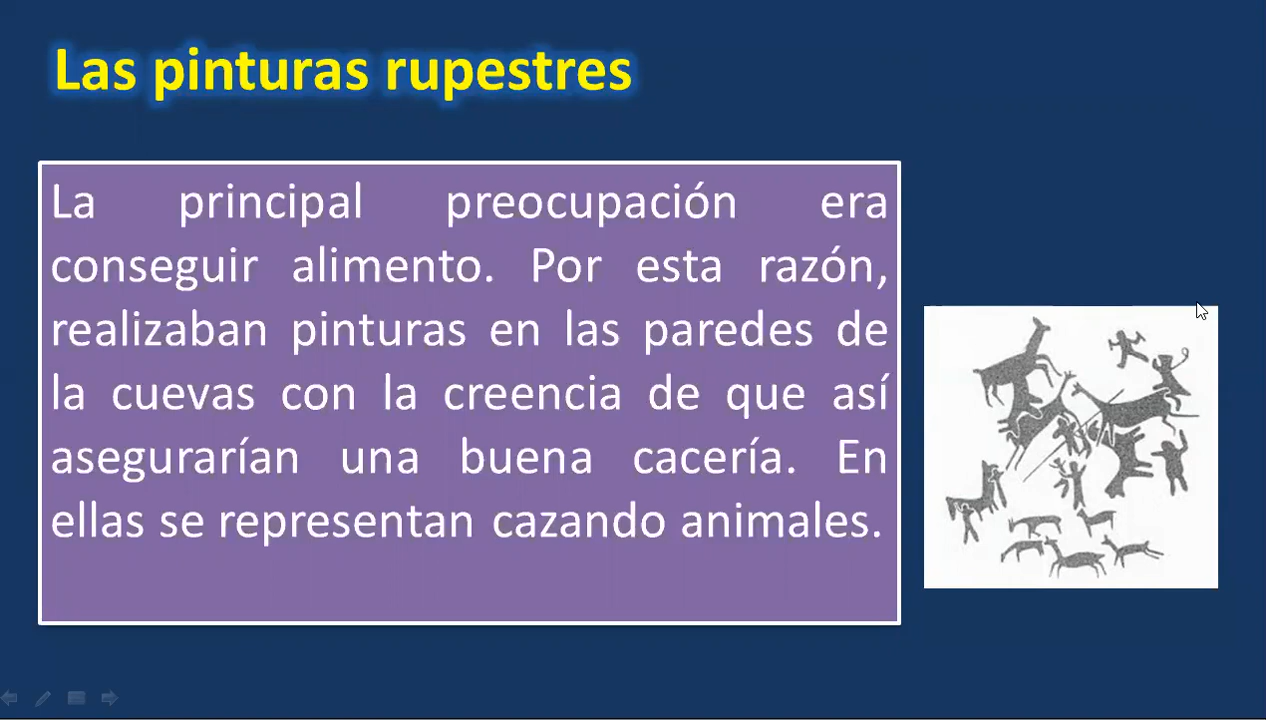 Las pinturas rupestres
La principal preocupación era
conseguir alimento. Por esta razón,
realizaban pinturas en las paredes de
la cuevas con la creencia de que así
asegurarían una buena cacería. En
ellas se representan cazando animales.